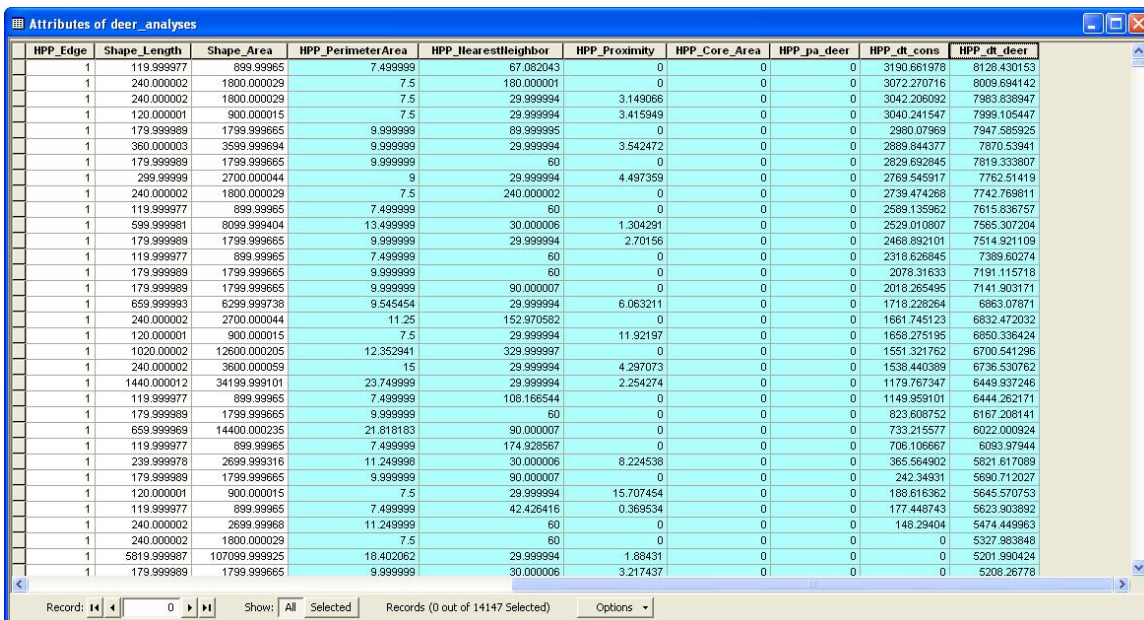 Attributes of deer_analyses
HPP_Edge Shape_Length Shape_Area HPP_PerimeterArea HPP_NearestNeighbor HPP_Proximity HPP_Core_Area HPP_pa_deer HPP_dt_cons HPP_dt_deer
1 119.999977 899.99965 7.499999 67.082043 0 0 0 3190.661978 8128.430153
1 240.000002 1800.000029 7.5 180.000001 0 0 0 3072.270716 8009.694142
1 240.000002 1800.000029 7.5 29.999994 3.149066 0 0 3042.206092 7983.838947
1 120.000001 900.000015 7.5 29.999994 3.415949 0 0 3040.241547 7999.105447
1 179.999989 1799.999665 9.999999 89.999995 0 0 0 2980.07969 7947.585925
1 360.000003 3599.999694 9.999999 29.999994 3.542472 0 0 2889.844377 7870.53941
1 179.999989 1799.999665 9.999999 60 0 0 0 2829.692845 7819.333807
1 299.99999 2700.000044 9 29.999994 4.497359 0 0 2769.545917 7762.51419
1 240.000002 1800.000029 7.5 240.000002 0 0 0 2739.474268 7742.769811
1 119.999977 899.99965 7.499999 60 0 0 0 2589.135962 7615.836757
1 599.999981 8099.999404 13.499999 30.000006 1.304291 0 0 2529.010807 7565.307204
1 179.999989 1799.999665 9.999999 29.999994 2.70156 0 0 2468.892101 7514.921109
1 119.999977 899.99965 7.499999 60 0 0 0 2318.626845 7389.60274
1 179.999989 1799.999665 9.999999 60 0 0 0 2078.31633 7191.115718
1 179.999989 1799.999665 9.999999 90.000007 0 0 0 2018.265495 7141.903171
1 659.999993 6299.999738 9.545454 29.999994 6.063211 0 0 1718.228264 6863.07871
1 240.000002 2700.000044 11.25 152.970582 0 0 0 1661.745123 6832.472032
1 120.000001 900.000015 7.5 29.999994 11.92197 0 0 1658.275195 6850.336424
1 1020.00002 12600.000205 12.352941 329.999997 0 0 0 1551.321762 6700.541296
1 240.000002 3600.000059 15 29.999994 4.297073 0 0 1538.440389 6736.530762
1 1440.000012 34199.999101 23.749999 29.999994 2.254274 0 0 1179.767347 6449.937246
1 119.999977 899.99965 7.499999 108.166544 0 0 0 1149.959101 6444.262171
1 179.999989 1799.999665 9.999999 60 0 0 0 823.608752 6167.208141
1 659.999969 14400.000235 21.818183 90.000007 0 0 0 733.215577 6022.000924
1 119.999977 899.99965 7.499999 174.928567 0 0 0 706.106667 6093.97944
1 239.999978 2699.999316 11.249998 30.000006 8.224538 0 0 365.564902 5821.617089
1 179.999989 1799.999665 9.999999 90.000007 0 0 0 242.34931 5690.712027
1 120.000001 900.000015 7.5 29.999994 15.707454 0 0 188.616362 5645.570753
1 119.999977 899.99965 7.499999 42.426416 0.369534 0 0 177.448743 5623.903892
1 240.000002 2699.99968 11.249999 60 0 0 0 148.29404 5474.449963
1 240.000002 1800.000029 7.5 60 0 0 0 0 5327.983848
1 5819.999987 107099.999925 18.402062 29.999994 1.88431 0 0 0 5201.990424
1 179.999989 1799.999665 9.999999 30.000006 3.217437 0 0 0 5208.26778
Record: 0 Show: All Selected Records (0 out of 14147 Selected) Options